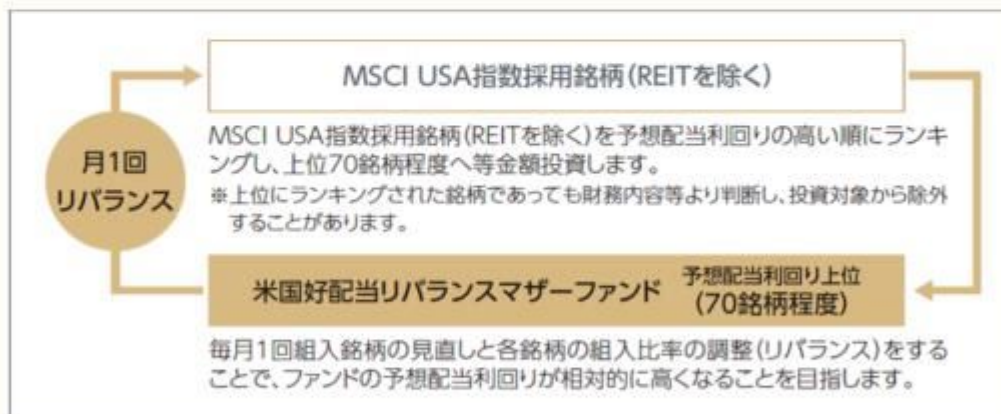 MSCI USA指数採用銘柄(REITを除く)
MSCI USA指数採用銘柄(REITを除く)を予想配当利回りの高い順にランキ
ングし、上位70銘柄程度へ等金額投資します。
※上位にランキングされた銘柄であっても財務内容等より判断し、投資対象から除外
することがあります。
月1回
リバランス
米国好配当リバランスマザーファンド
予想配当利回り上位
(70銘柄程度)
毎月1回組入銘柄の見直しと各銘柄の組入比率の調整(リバランス)をする
ことで、ファンドの予想配当利回りが相対的に高くなることを目指します。